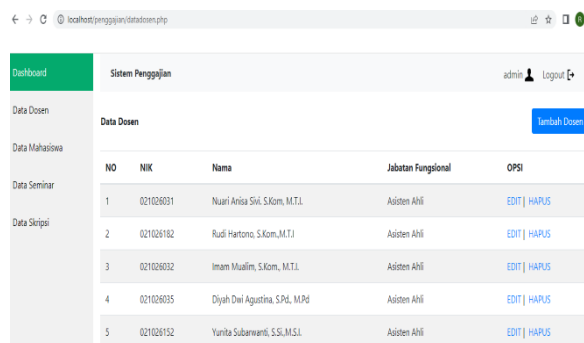 localhost/penggajian/datadosen.php
Dashboard
Sistem Penggajian
admin Logout
Data Dosen
Data Mahasiswa
Data Seminar
Data Skripsi
Data Dosen
Tambah Dosen
NO NIK Nama Jabatan Fungsional OPSI
1 021026031 Nuari Anisa Sivi. S.Kom, M.T.I. Asisten Ahli EDIT | HAPUS
2 021026182 Rudi Hartono, S.Kom.,M.T.I Asisten Ahli EDIT | HAPUS
3 021026032 Imam Mualim, S.Kom., M.T.I. Asisten Ahli EDIT | HAPUS
4 021026035 Diyah Dwi Agustina, S.Pd., M.Pd Asisten Ahli EDIT | HAPUS
5 021026152 Yunita Subarwanti, S.Si.,M.S.I. Asisten Ahli EDIT | HAPUS